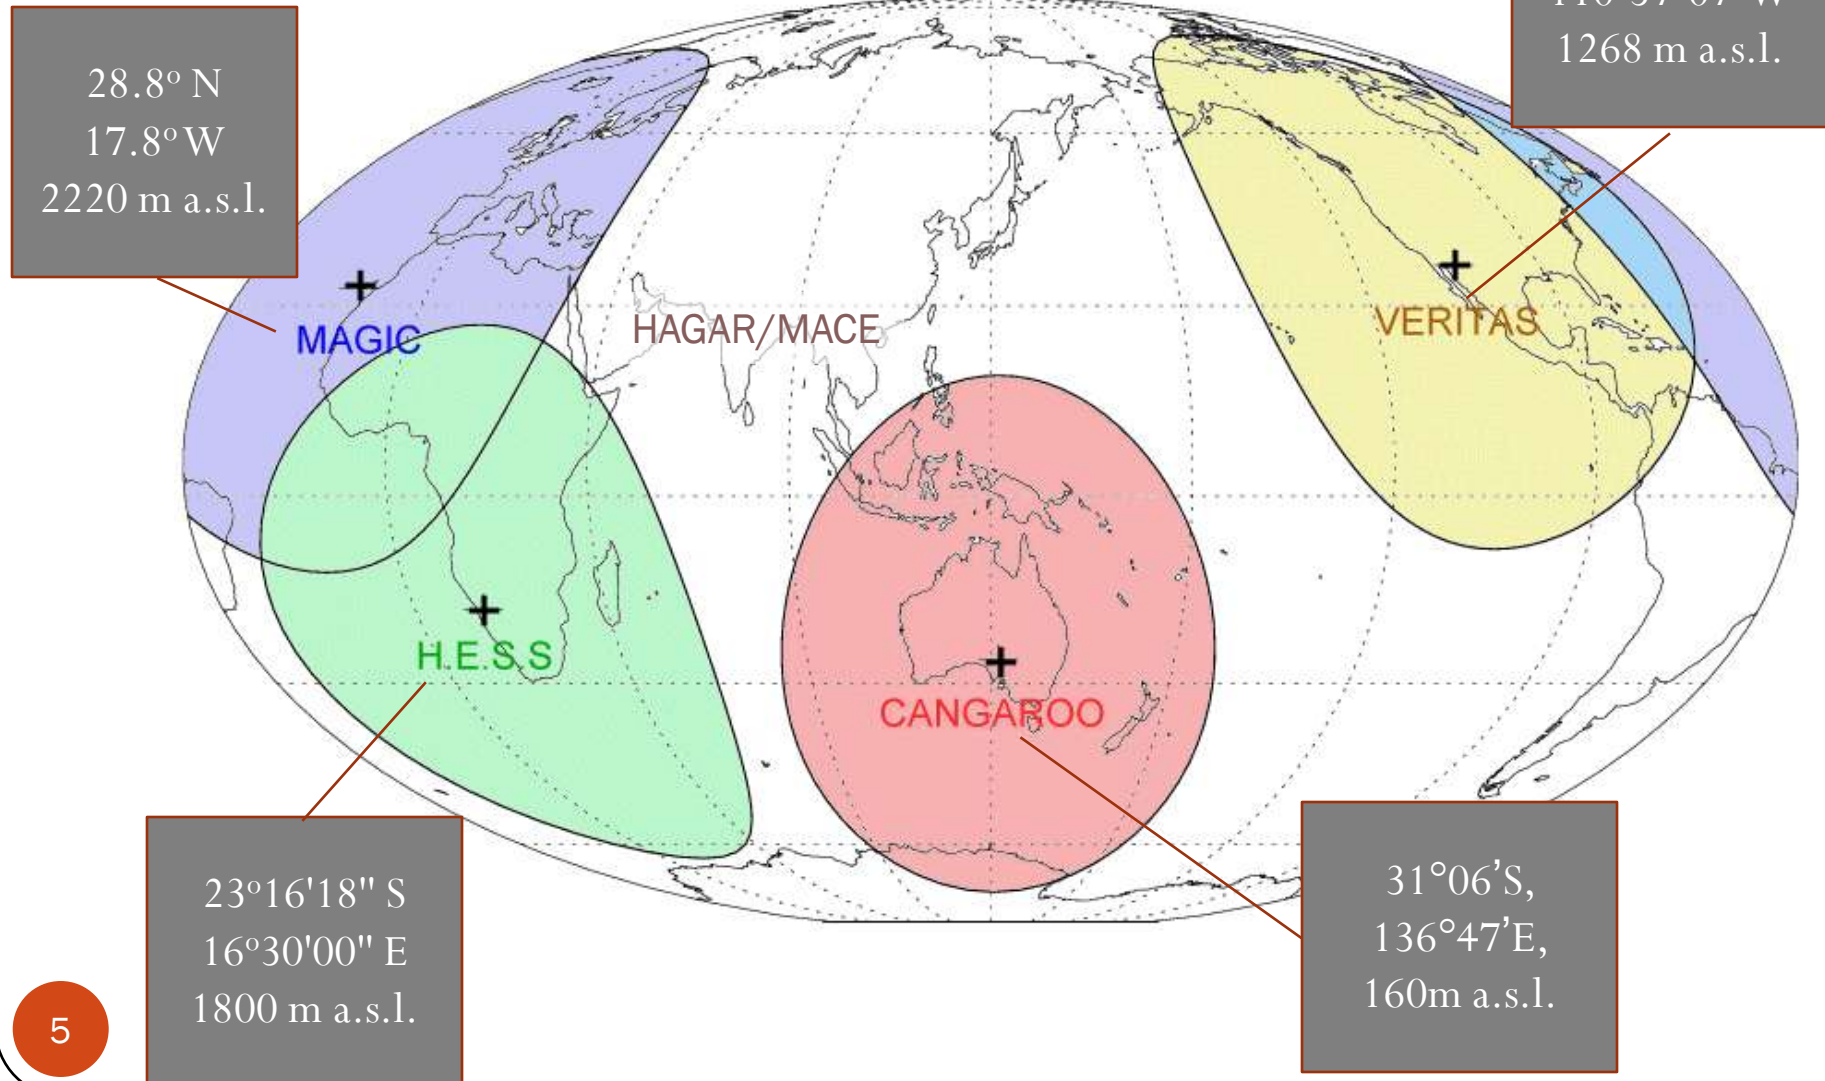 28.8° N
17.8° W
2220 m a.s.l.
1268 m a.s.l.
MAGIC
HAGAR/MACE
VERITAS
H.E.S.S
CANGAROO
23°16'18" S
16°30'00" E
1800 m a.s.l.
31°06’S,
136°47’E,
160m a.s.l.
5